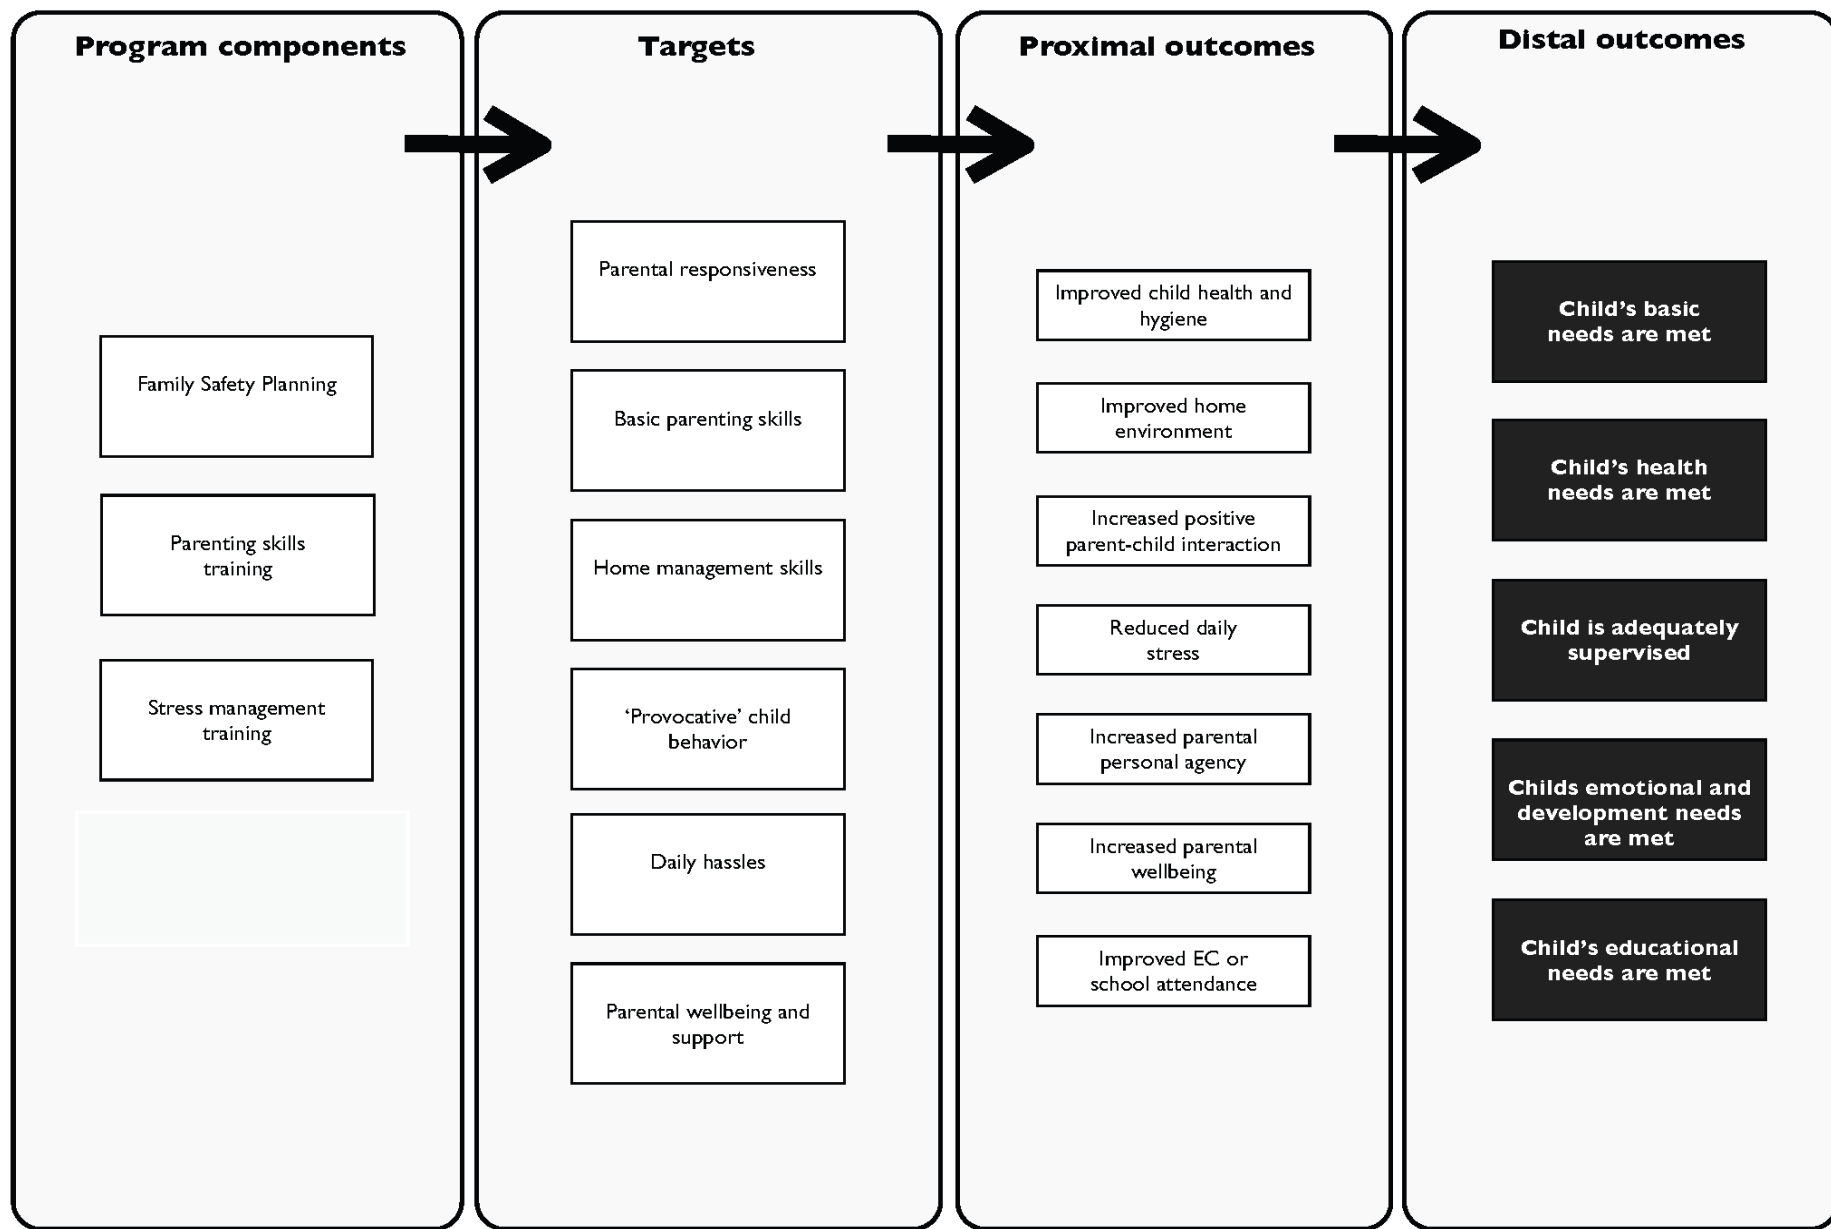 Program components
Family Safety Planning
Parenting skills
training
Stress management
training
Targets
Parental responsiveness
Basic parenting skills
Home management skills
‘Provocative’ child
behavior
Daily hassles
Parental wellbeing and
support
Proximal outcomes
Improved child health and
hygiene
Improved home
environment
Increased positive
parent-child interaction
Reduced daily
stress
Increased parental
personal agency
Increased parental
wellbeing
Improved EC or
school attendance
Distal outcomes
Child’s basic
needs are met
Child’s health
needs are met
Child is adequately
supervised
Childs emotional and
development needs
are met
Child’s educational
needs are met